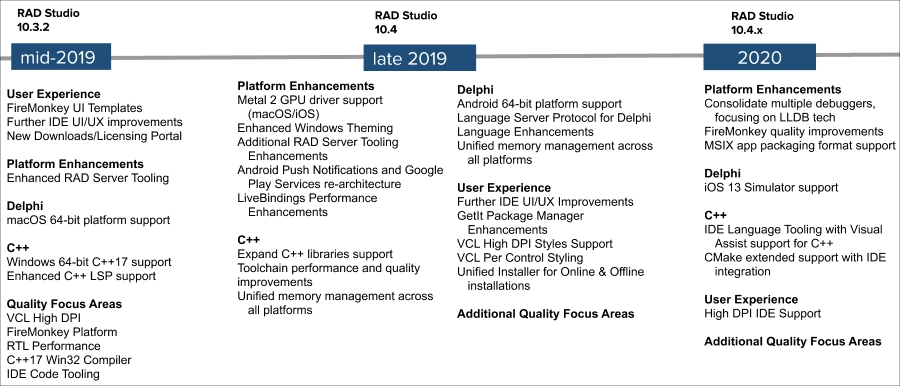 RAD Studio
10.3.2
mid-2019
User Experience
FireMonkey UI Templates
Further IDE UI/UX improvements
New Downloads/Licensing Portal
Platform Enhancements
Enhanced RAD Server Tooling
Delphi
macOS 64-bit platform support
C++
Windows 64-bit C++17 support
Enhanced C++ LSP support
Quality Focus Areas
VCL High DPI
FireMonkey Platform
RTL Performance
C++17 Win32 Compiler
IDE Code Tooling
RAD Studio
10.4
late 2019
Platform Enhancements
Metal 2 GPU driver support
(macOS/iOS)
Enhanced Windows Theming
Additional RAD Server Tooling
Enhancements
Android Push Notifications and Google
Play Services re-architecture
LiveBindings Performance
Enhancements
C++
Expand C++ libraries support
Toolchain performance and quality
improvements
Unified memory management across
all platforms
Delphi
Android 64-bit platform support
Language Server Protocol for Delphi
Language Enhancements
Unified memory management across
all platforms
User Experience
Further IDE UI/UX Improvements
GetIt Package Manager
Enhancements
VCL High DPI Styles Support
VCL Per Control Styling
Unified Installer for Online & Offline
installations
Additional Quality Focus Areas
RAD Studio
10.4.x
2020
Platform Enhancements
Consolidate multiple debuggers,
focusing on LLDB tech
FireMonkey quality improvements
MSIX app packaging format support
Delphi
iOS 13 Simulator support
C++
IDE Language Tooling with Visual
Assist support for C++
CMake extended support with IDE
integration
User Experience
High DPI IDE Support
Additional Quality Focus Areas